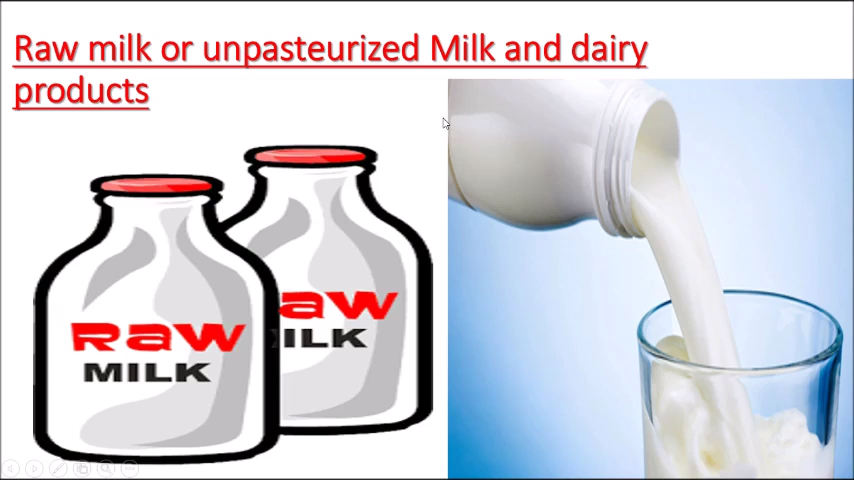 Raw milk or unpasteurized Milk and dairy
products
Raw
MILK
aw
ILK